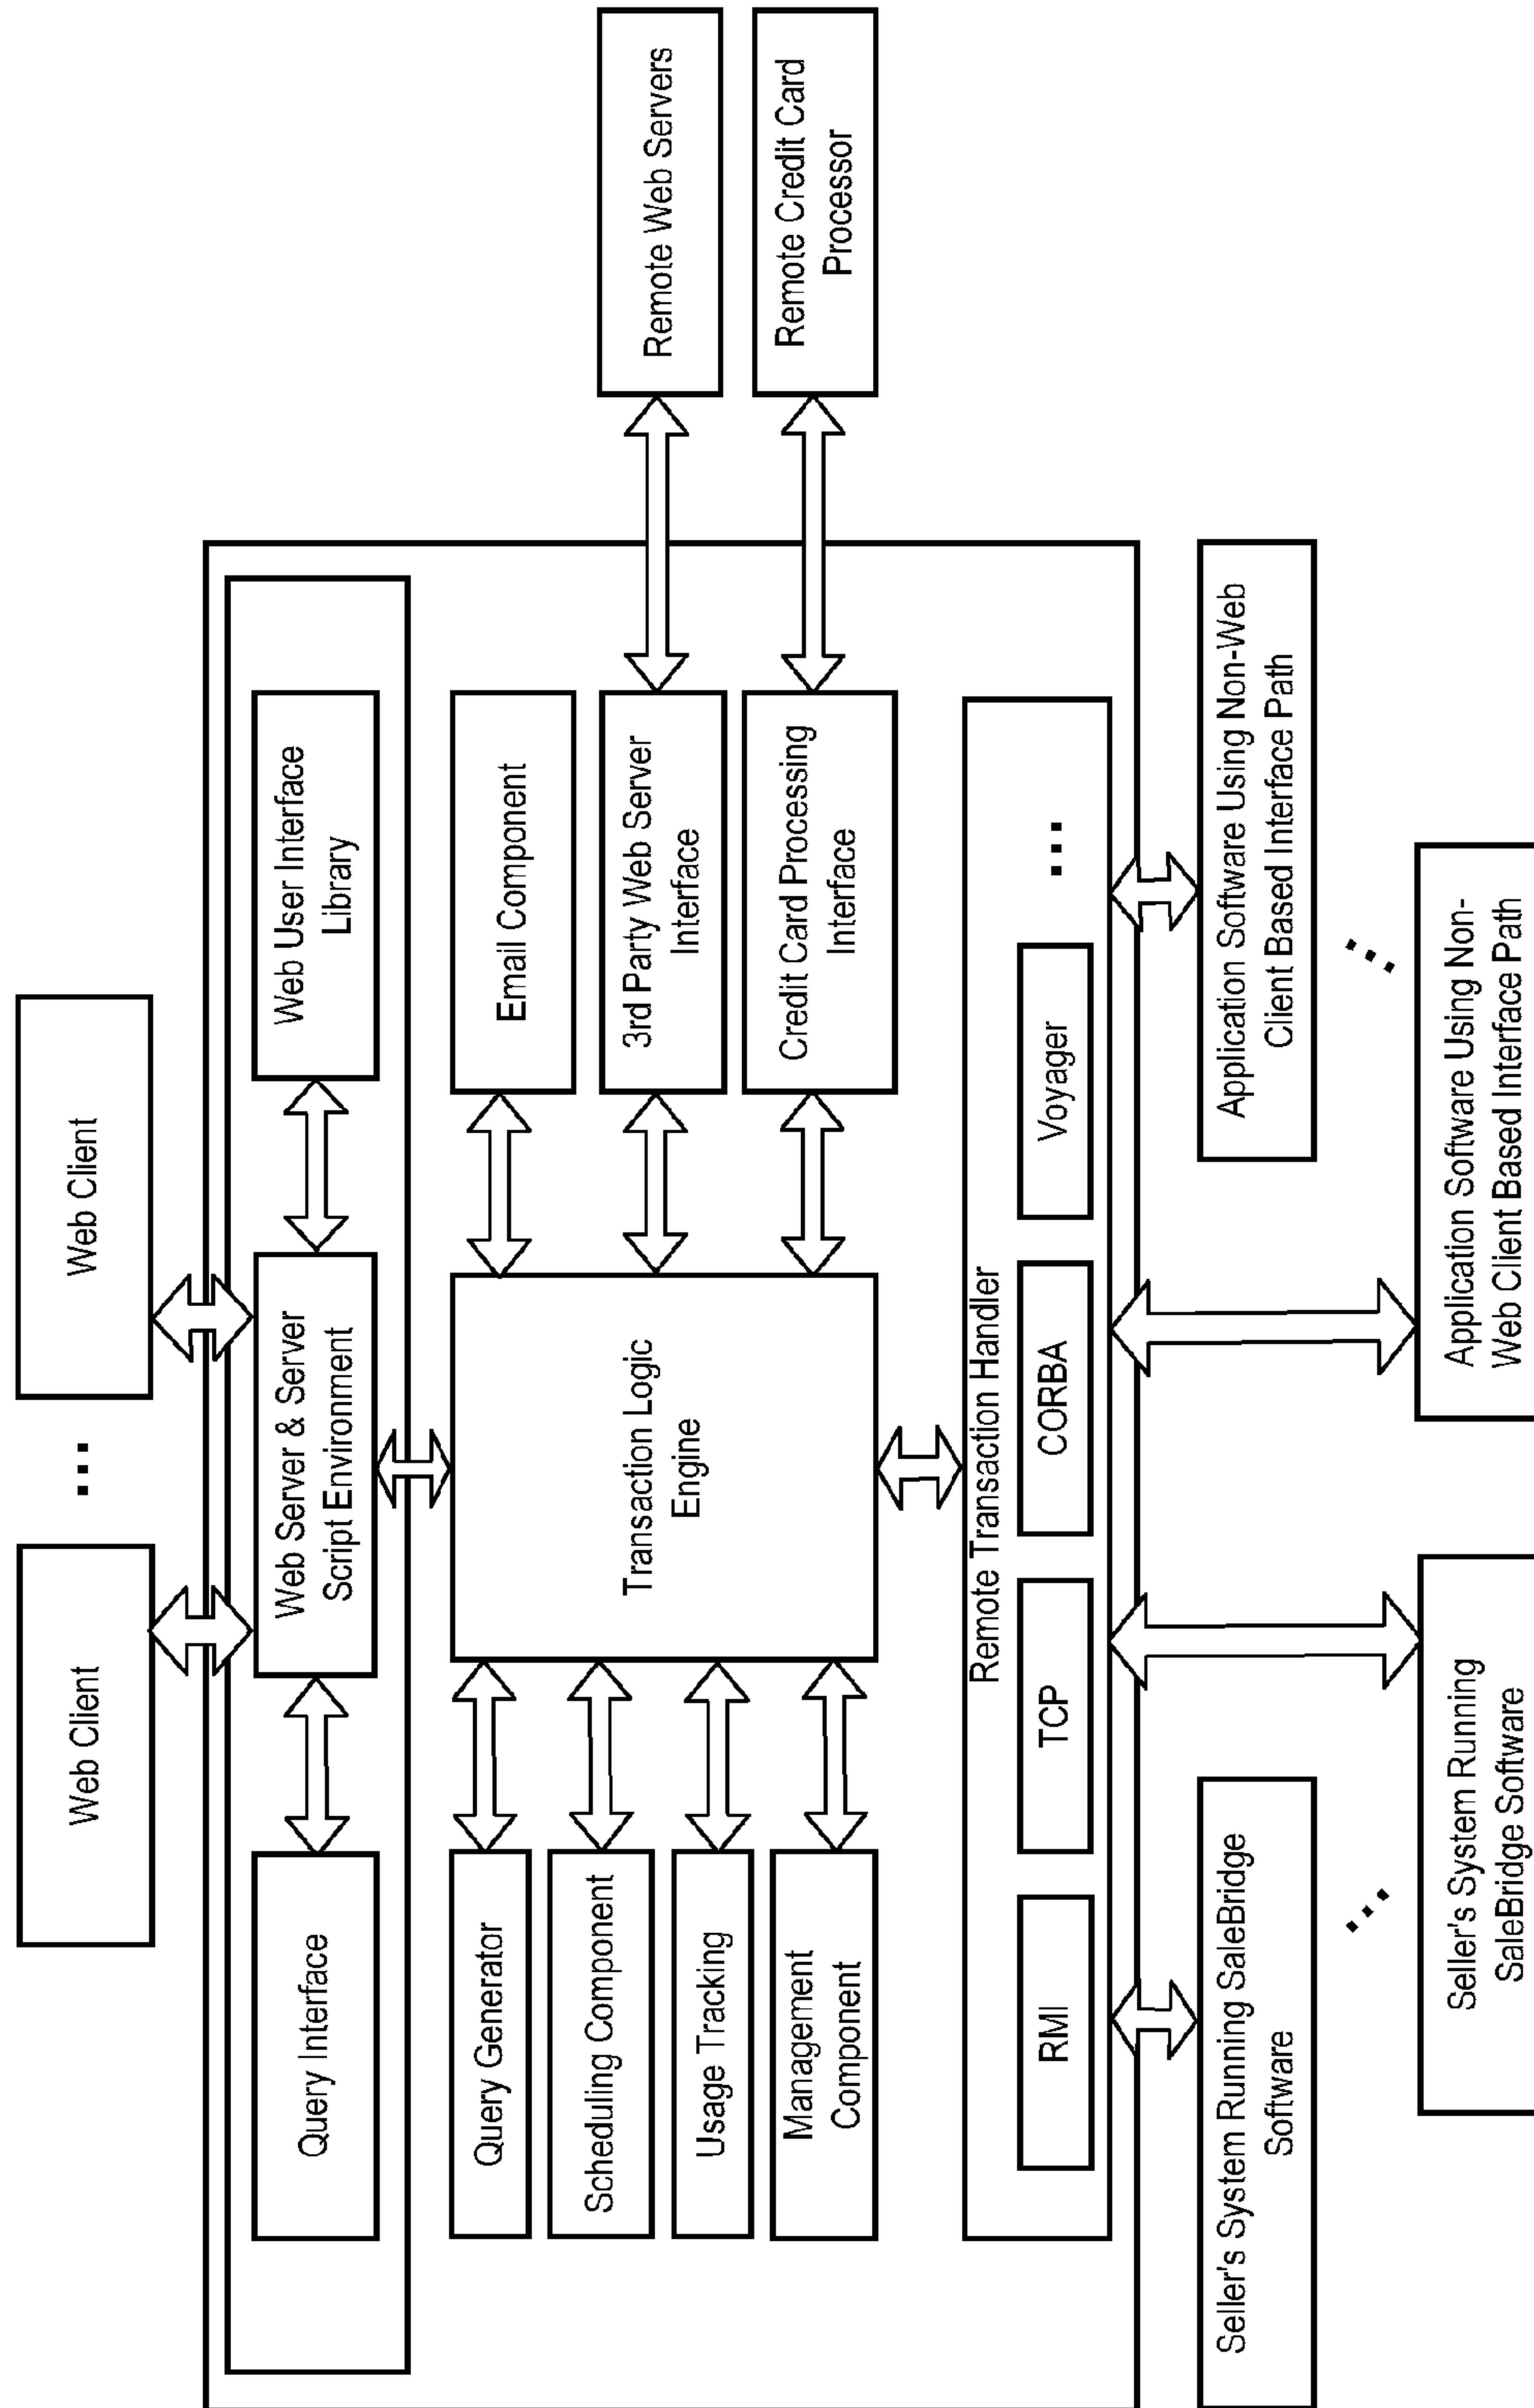 Web Client
...
Web Client
Query Interface
Web Server & Server
Script Environment
Web User Interface
Library
Query Generator
Scheduling Component
Usage Tracking
Management
Component
Transaction Logic
Engine
Email Component
3rd Party Web Server
Interface
Credit Card Processing
Interface
Remote Web Servers
Remote Credit Card
Processor
Remote Transaction Handler
RMI
TCP
CORBA
Voyager
...
Seller's System Running SaleBridge
Software
...
Seller's System Running
SaleBridge Software
Application Software Using Non-Web
Client Based Interface Path
...
Application Software Using Non-
Web Client Based Interface Path